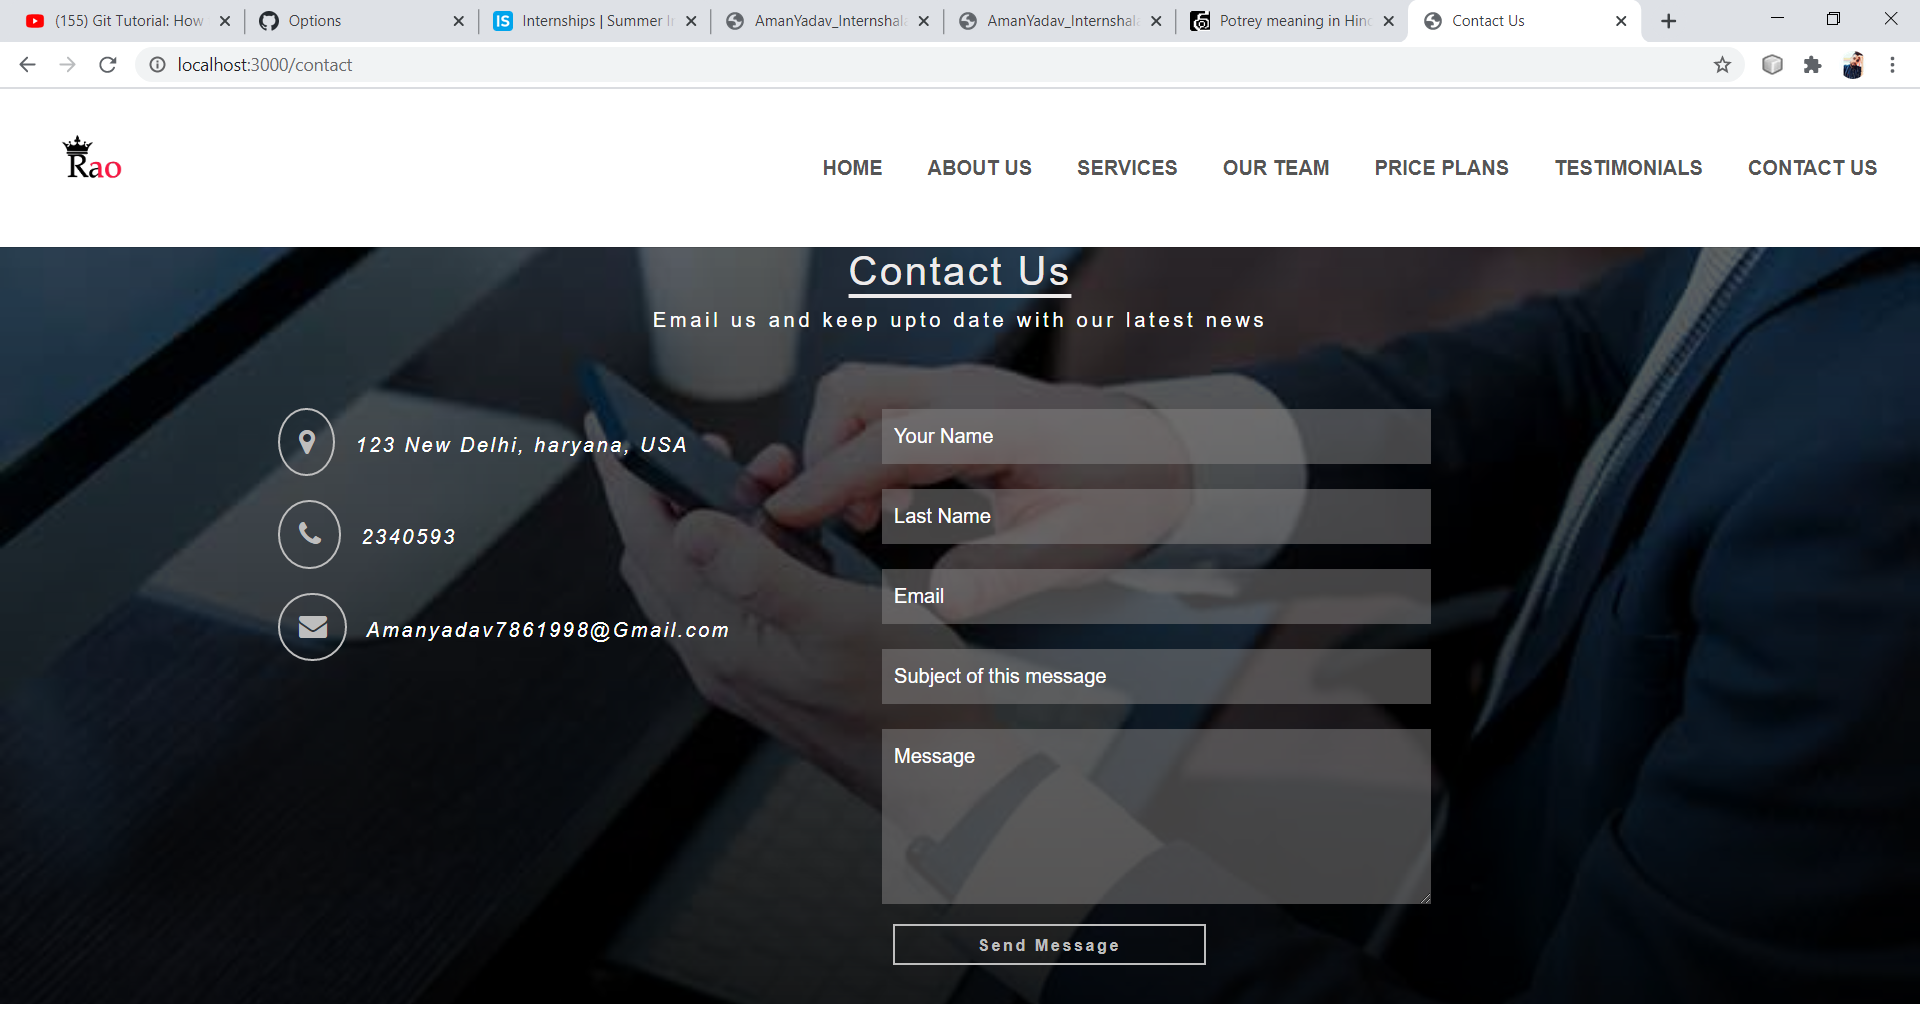 (155) Git Tutorial: How
Options
Internships | Summer I
AmanYadav_Internshal
AmanYadav_Internshal
Potrey meaning in Hin
Contact Us
localhost:3000/contact
Rao
HOME ABOUT US SERVICES OUR TEAM PRICE PLANS TESTIMONIALS CONTACT US
Contact Us
Email us and keep upto date with our latest news
123 New Delhi, haryana, USA
2340593
Amanyadav7861998@Gmail.com
Your Name
Last Name
Email
Subject of this message
Message
Send Message